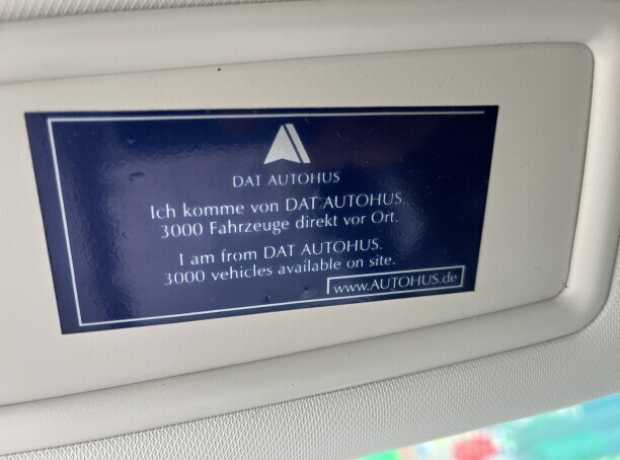 DAT AUTOHUS
Ich komme von DAT AUTOHUS.
3000 Fahrzeuge direkt vor Ort.
I am from DAT AUTOHUS.
3000 vehicles available on site.
www.AUTOHUS.de